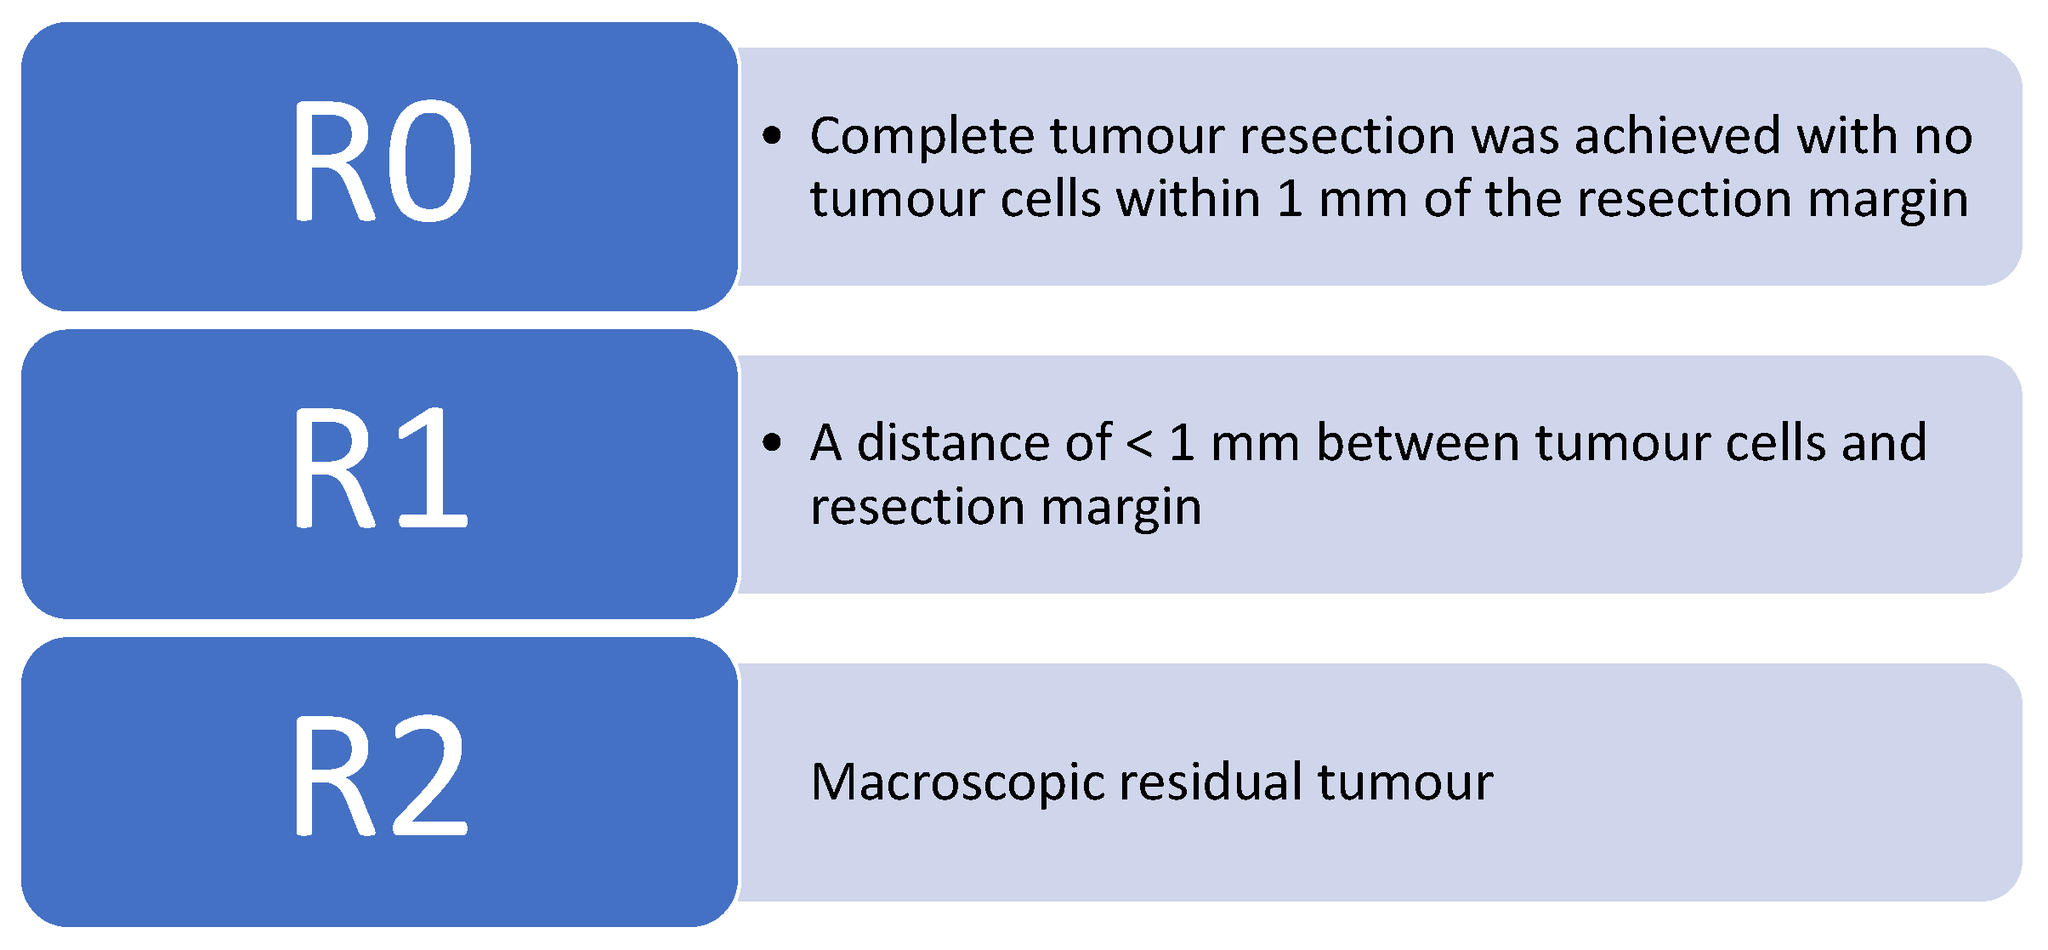 R0
• Complete tumour resection was achieved with no
tumour cells within 1 mm of the resection margin
R1
• A distance of < 1 mm between tumour cells and
resection margin
R2
Macroscopic residual tumour